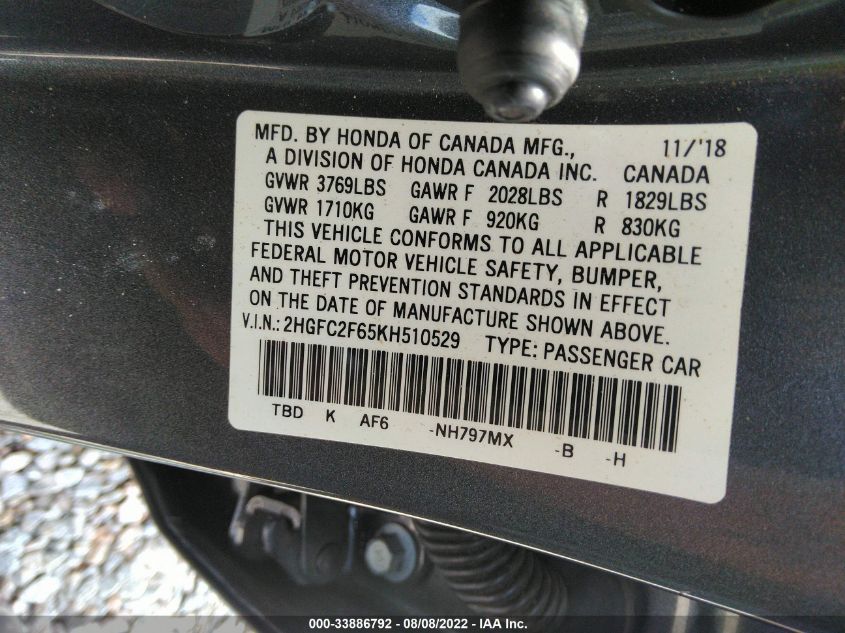 MFD. BY HONDA OF CANADA MFG., 11/'18
A DIVISION OF HONDA CANADA INC. CANADA
GVWR 3769LBS GAWR F 2028LBS R 1829LBS
GVWR 1710KG GAWR F 920KG R 830KG
THIS VEHICLE CONFORMS TO ALL APPLICABLE
FEDERAL MOTOR VEHICLE SAFETY, BUMPER,
AND THEFT PREVENTION STANDARDS IN EFFECT
ON THE DATE OF MANUFACTURE SHOWN ABOVE.
V.I.N.: 2HGFC2F65KH510529 TYPE: PASSENGER CAR
TBD K AF6 -NH797MX -B -H
000-33886792 - 08/08/2022 - IAA Inc.